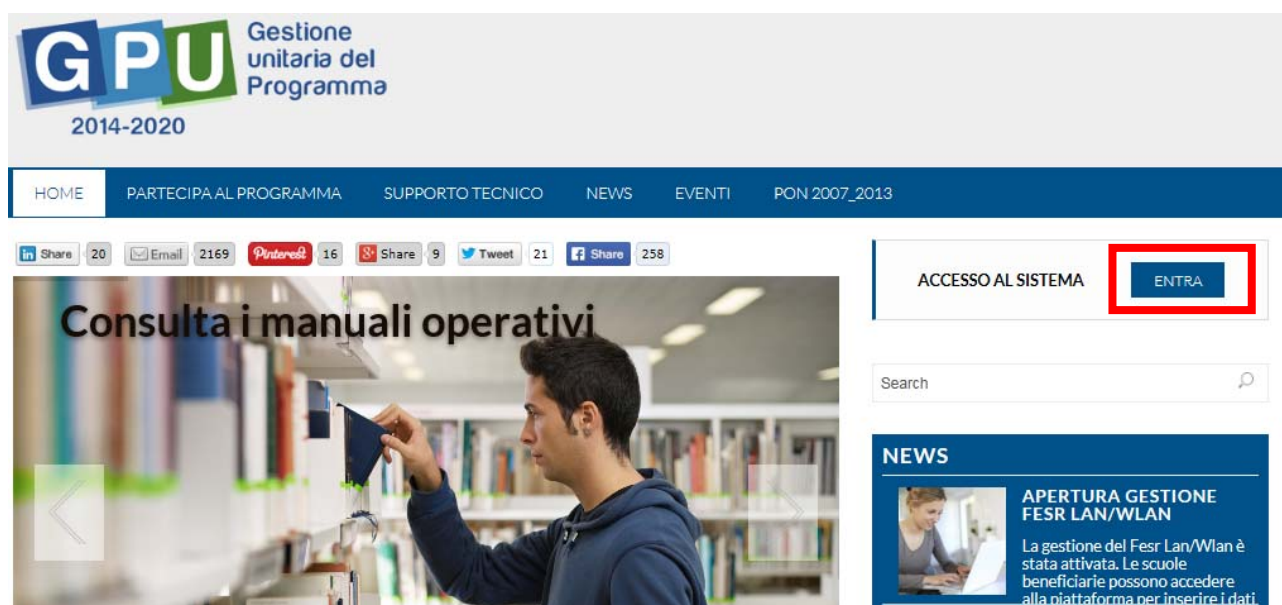 GPU
Gestione
unitaria del
Programma
2014-2020
HOME PARTECIPA AL PROGRAMMA SUPPORTO TECNICO NEWS EVENTI PON 2007_2013
in Share 20 Email 2169 Pinterest 16 8+ Share 9 Tweet 21 f Share 258
ACCESSO AL SISTEMA ENTRA
Consulta i manuali operativi
Search
NEWS
APERTURA GESTIONE
FESR LAN/WLAN
La gestione del Fesr Lan/Wlan è
stata attivata. Le scuole
beneficiarie possono accedere
alla piattaforma per inserire i dati